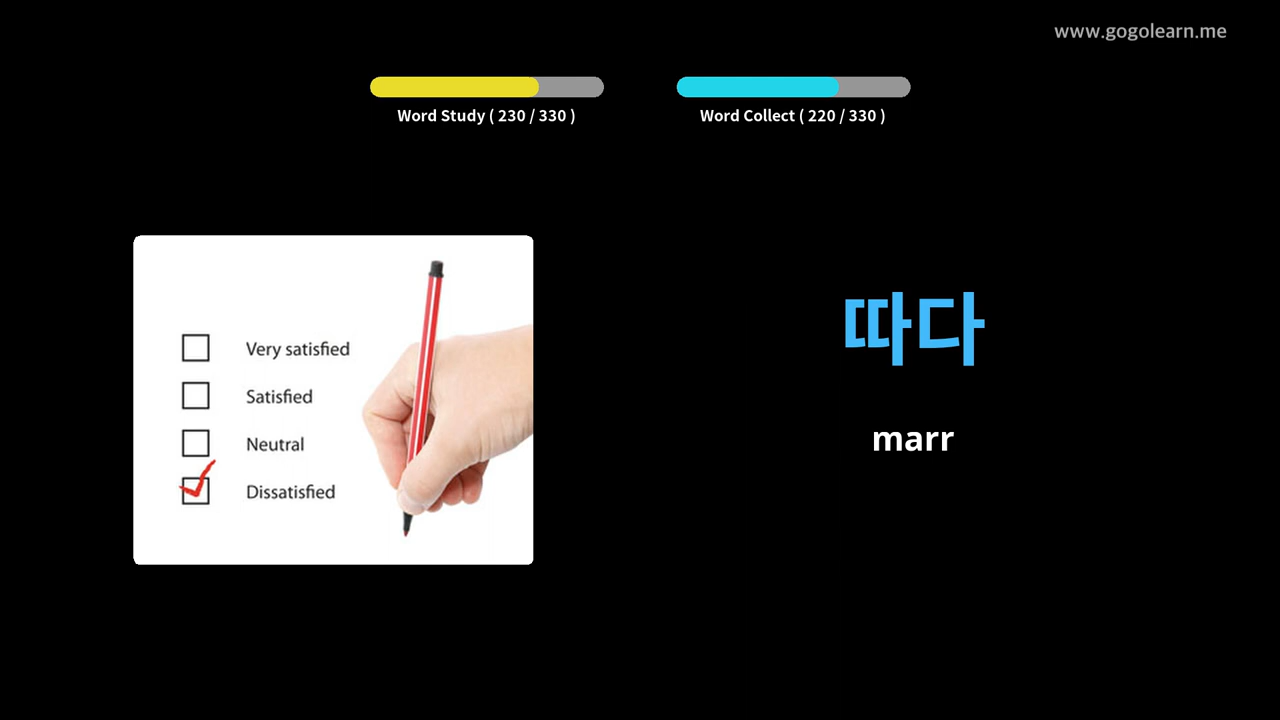 www.gogolearn.me
Word Study ( 230 / 330 )
Word Collect ( 220 / 330 )
Very satisfied
Satisfied
Neutral
Dissatisfied
따다
marr